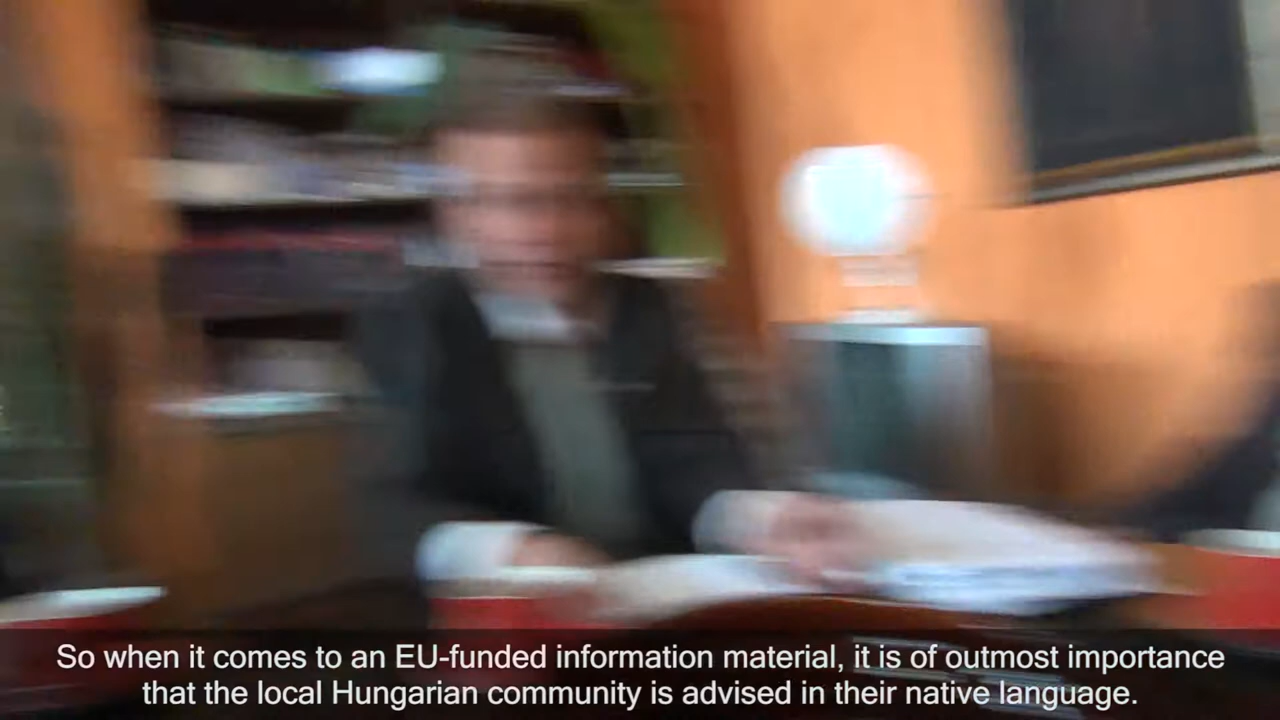 So when it comes to an EU-funded information material, it is of outmost importance
that the local Hungarian community is advised in their native language.